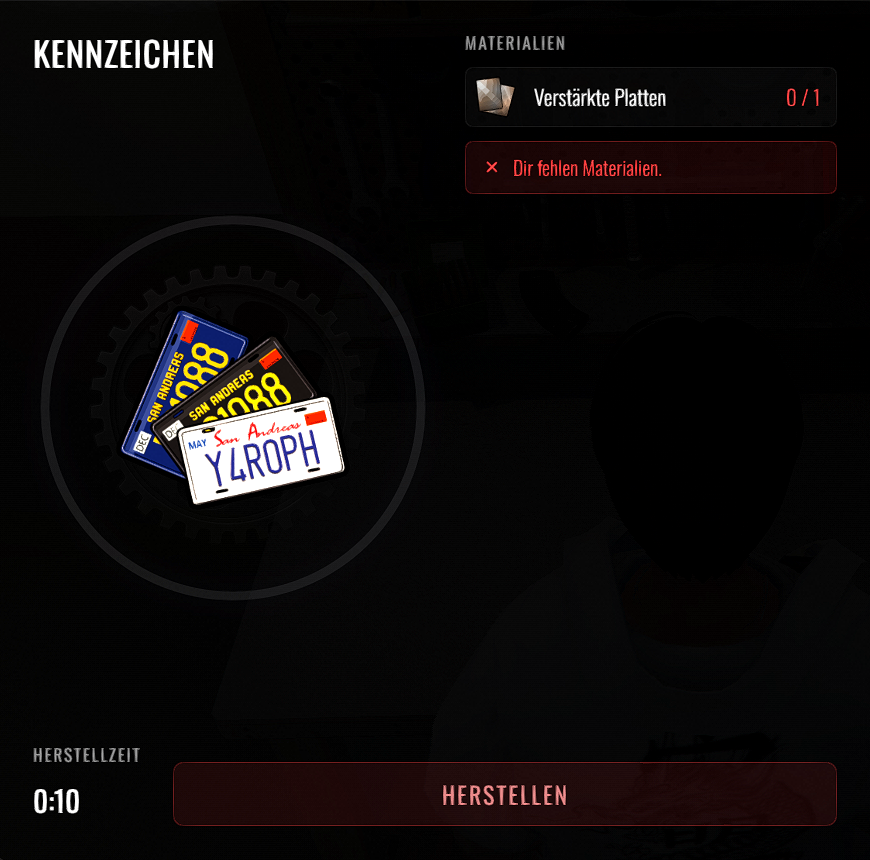 KENNZEICHEN
MATERIALIEN
Verstärkte Platten
0 / 1
Dir fehlen Materialien.
SAN ANDREAS
DEC
SAN ANDREAS
MAY
San Andreas
Y4ROPH
HERSTELLZEIT
0:10
HERSTELLEN